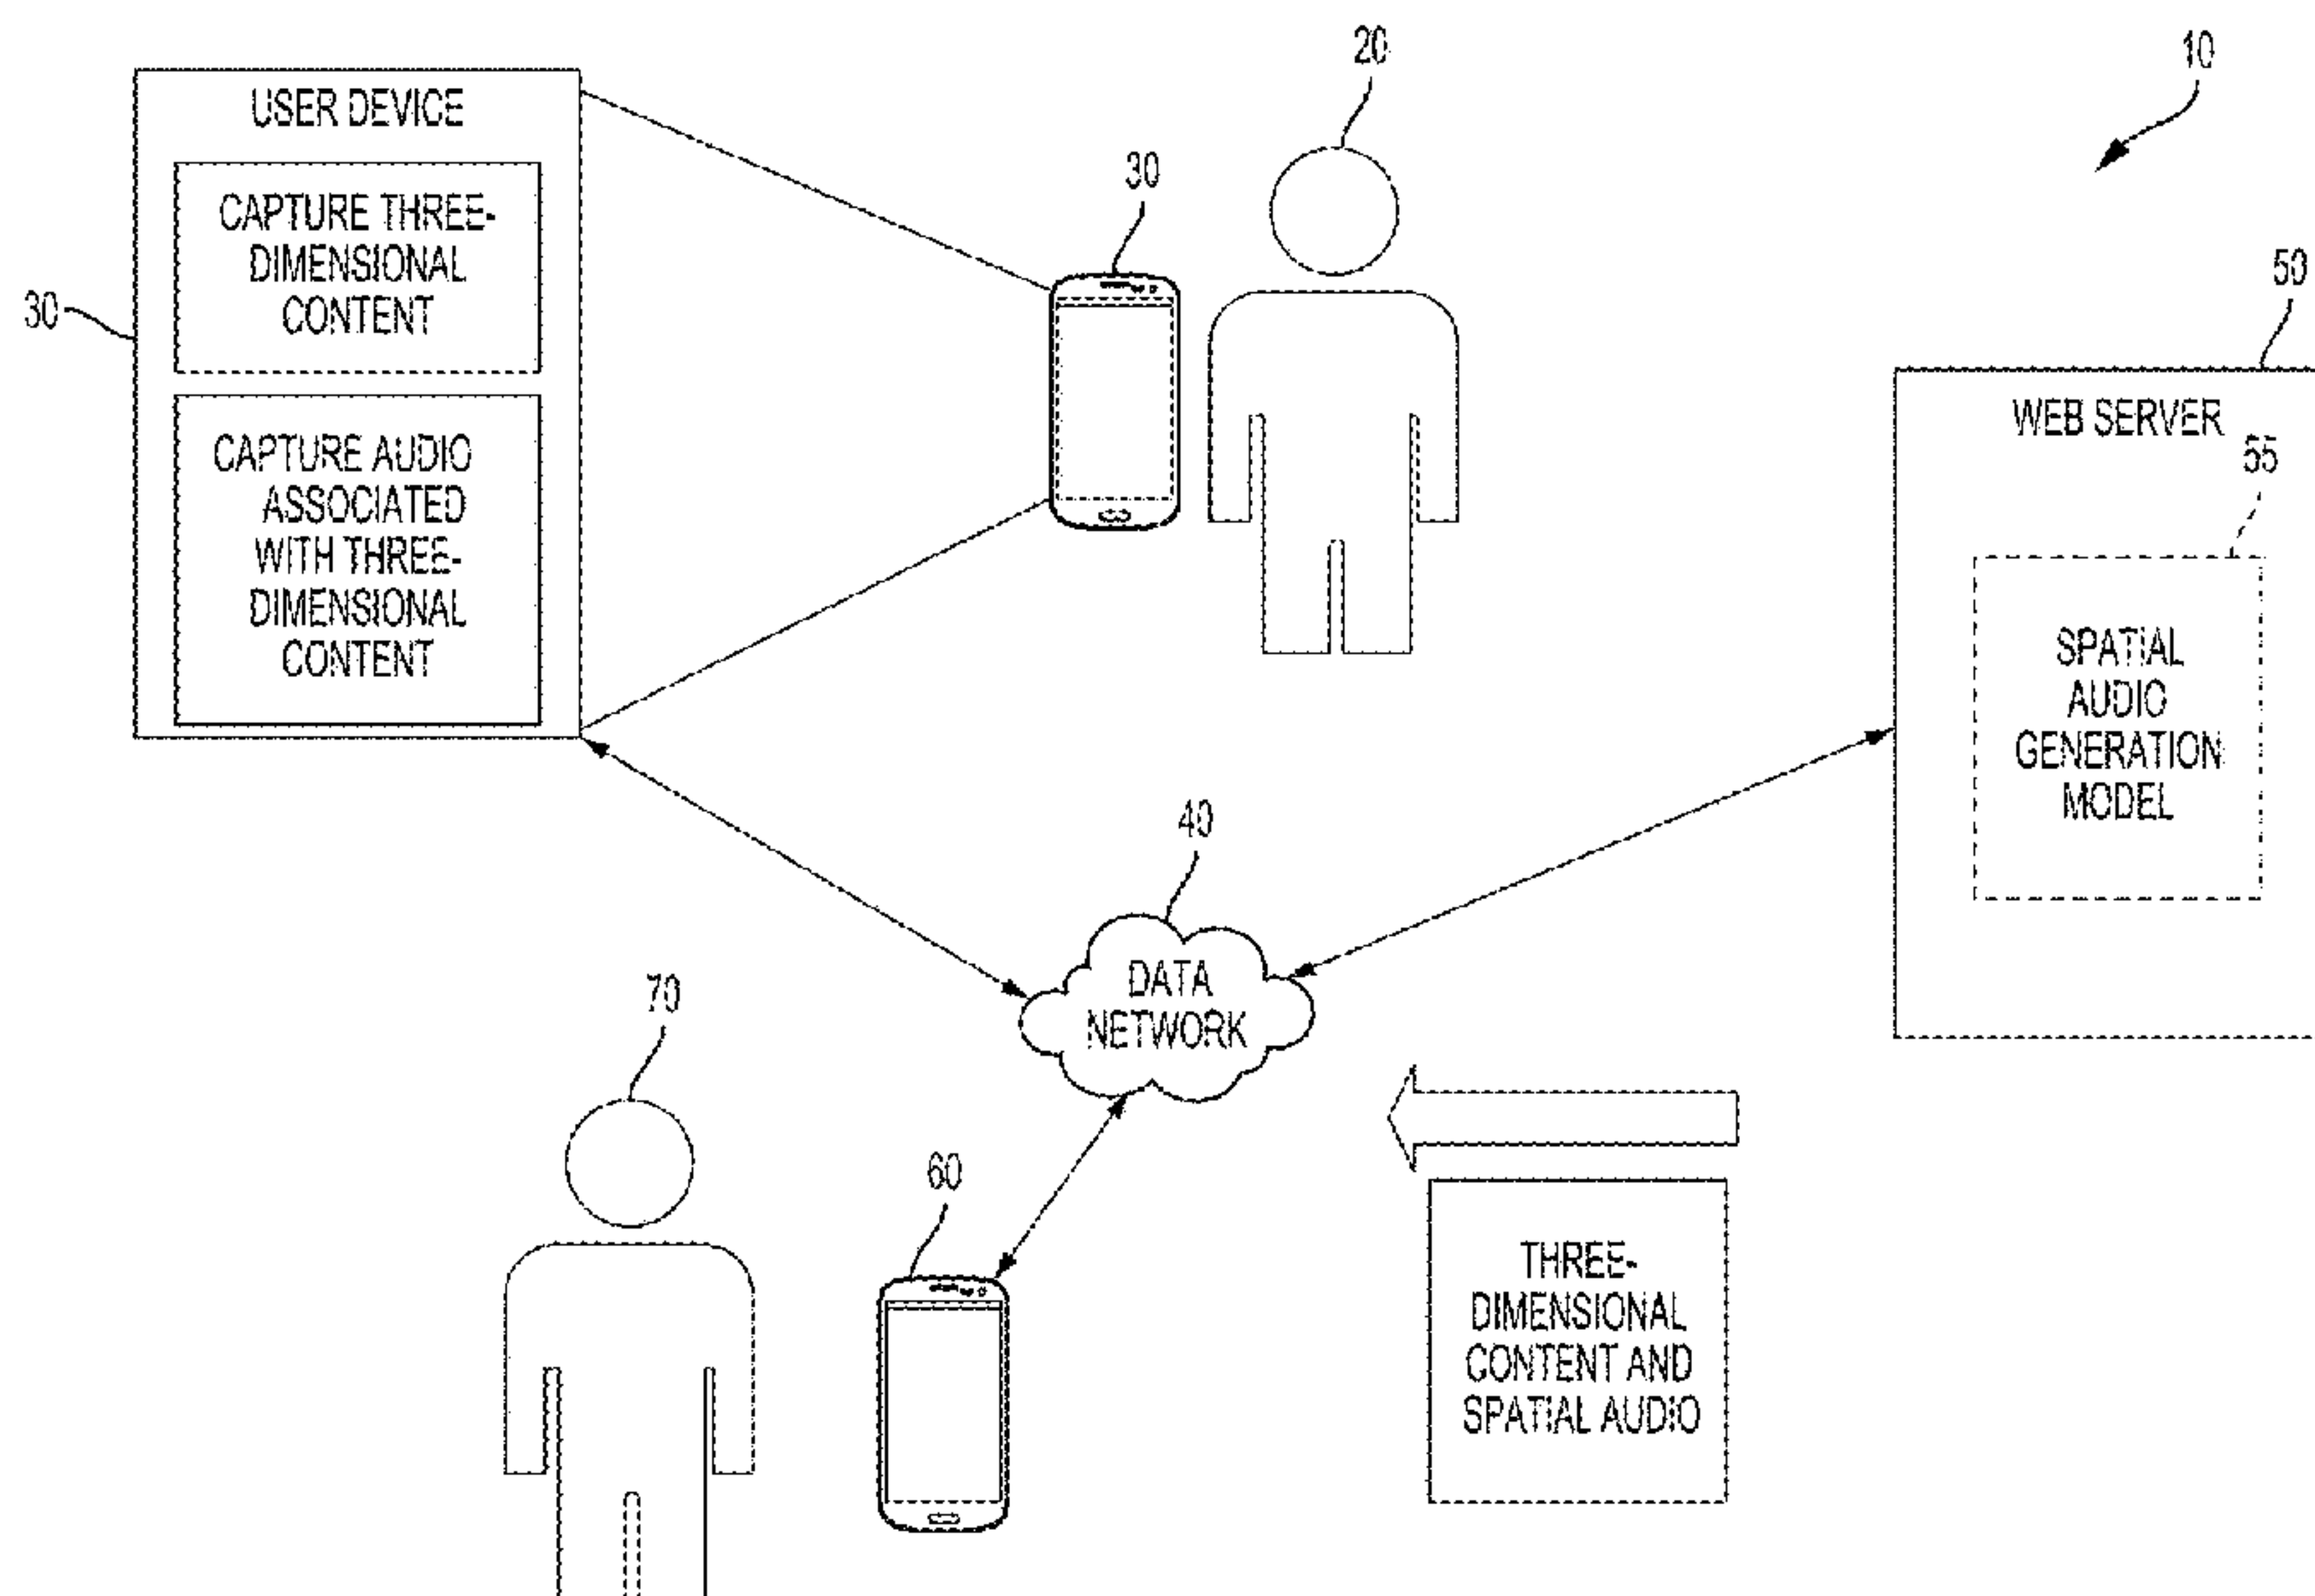 20
10
USER DEVICE
CAPTURE THREE-
DIMENSIONAL
CONTENT
30
30
CAPTURE AUDIO
ASSOCIATED
WITH THREE-
DIMENSIONAL
CONTENT
50
WEB SERVER
55
SPATIAL
AUDIO
GENERATION
MODEL
40
DATA
NETWORK
70
60
THREE-
DIMENSIONAL
CONTENT AND
SPATIAL AUDIO